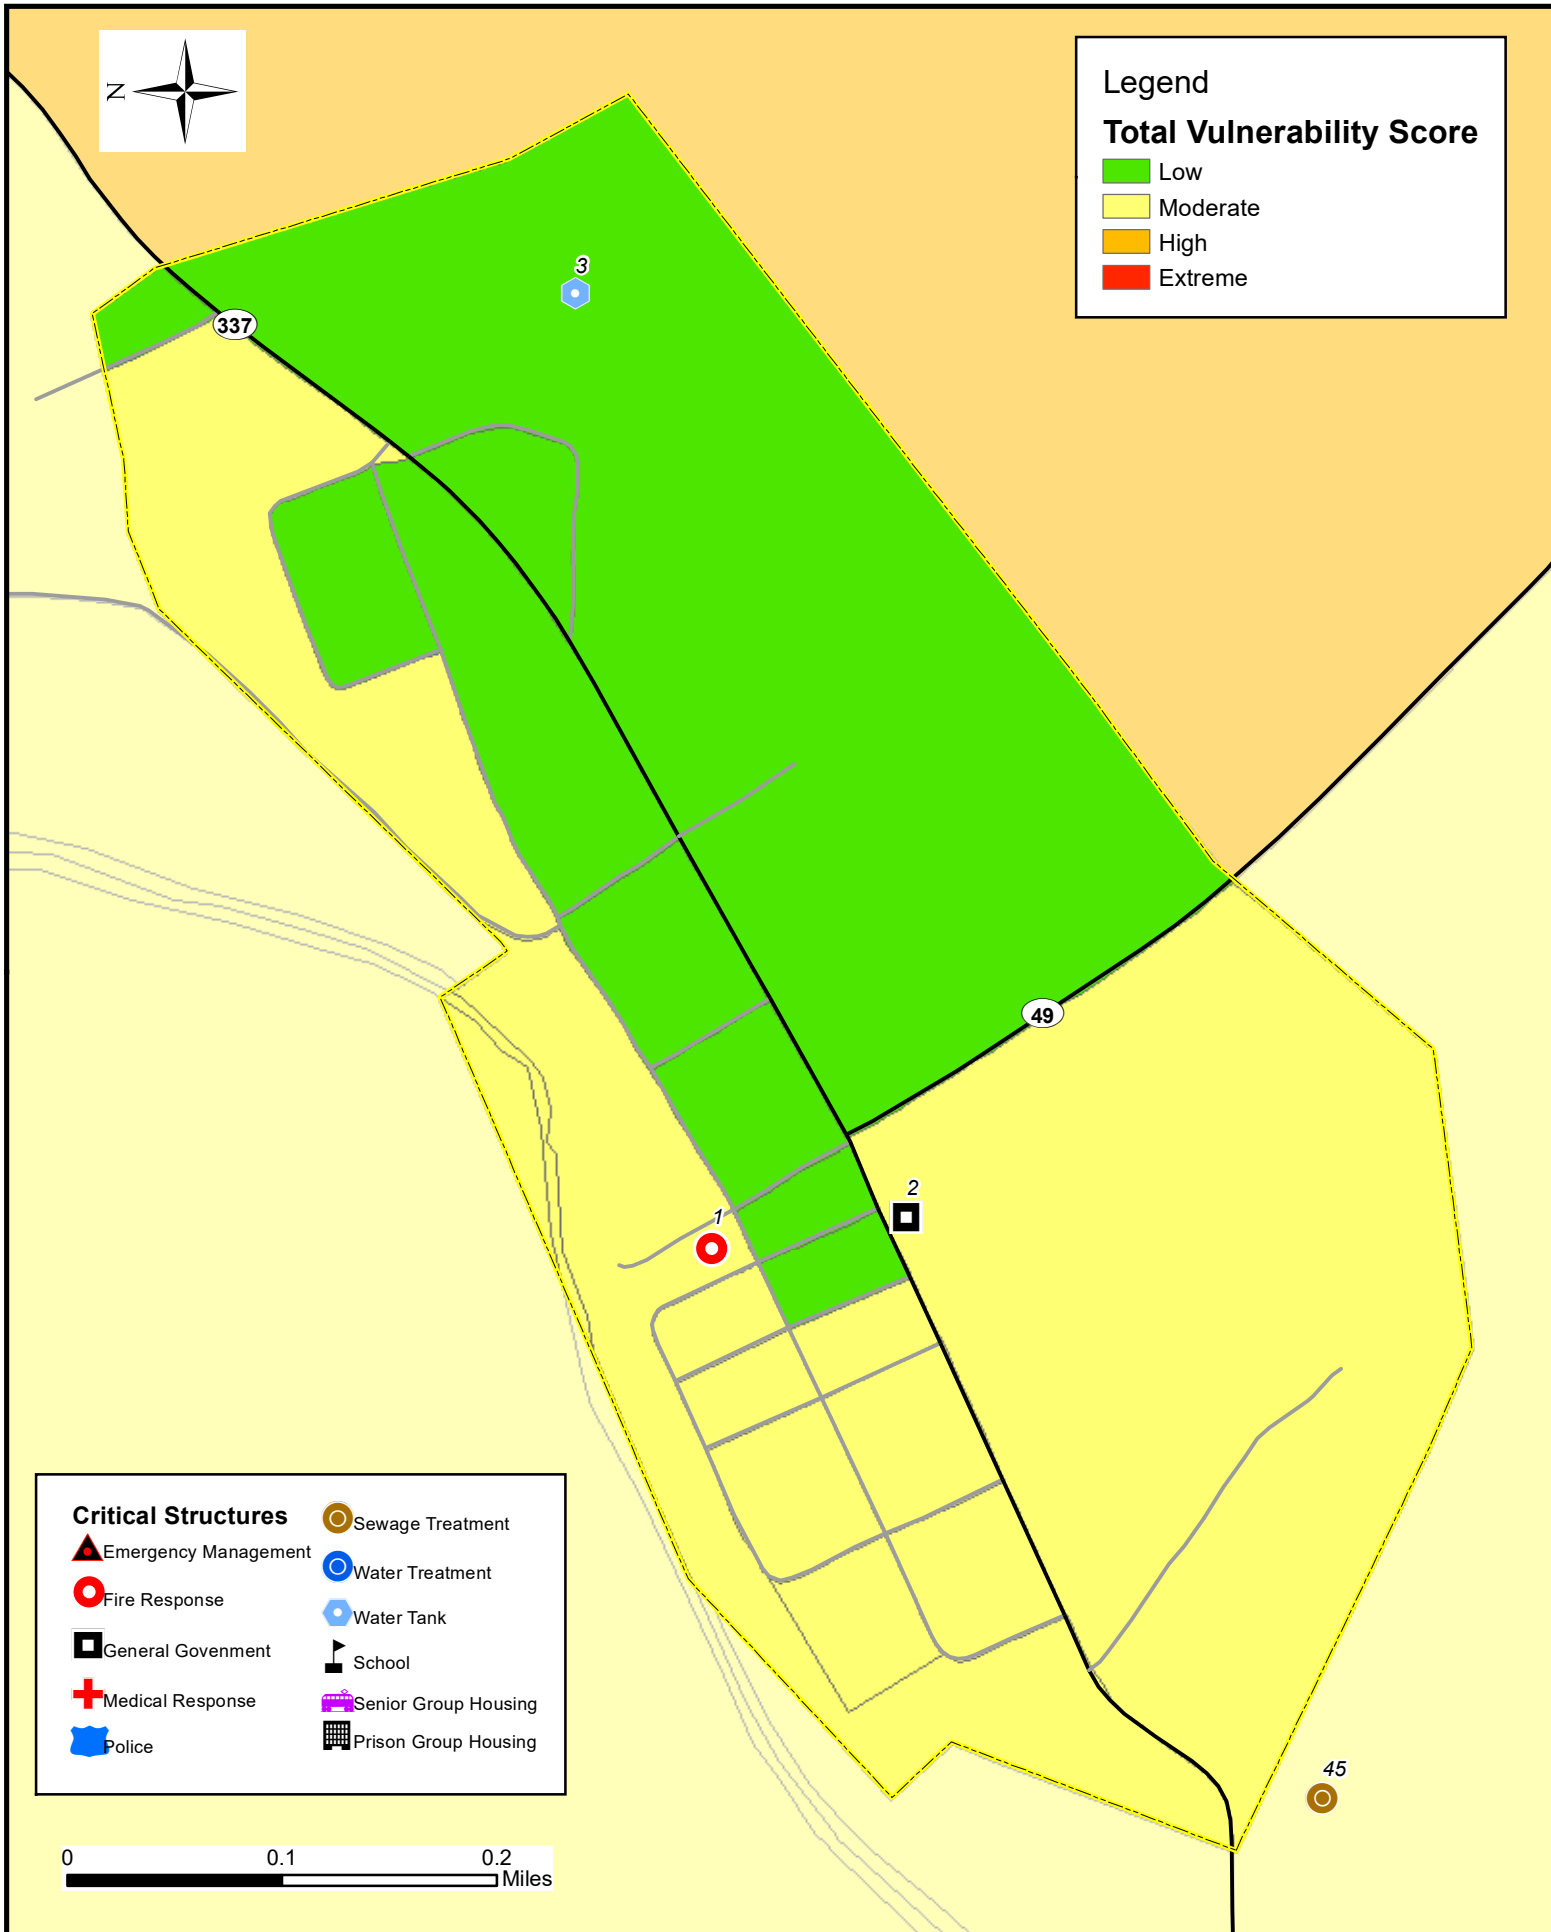 N
Legend
Total Vulnerability Score
Low
Moderate
High
Extreme
3
337
49
2
1
45
Critical Structures
Emergency Management
Fire Response
General Govenment
Medical Response
Police
Sewage Treatment
Water Treatment
Water Tank
School
Senior Group Housing
Prison Group Housing
0 0.1 0.2
Miles